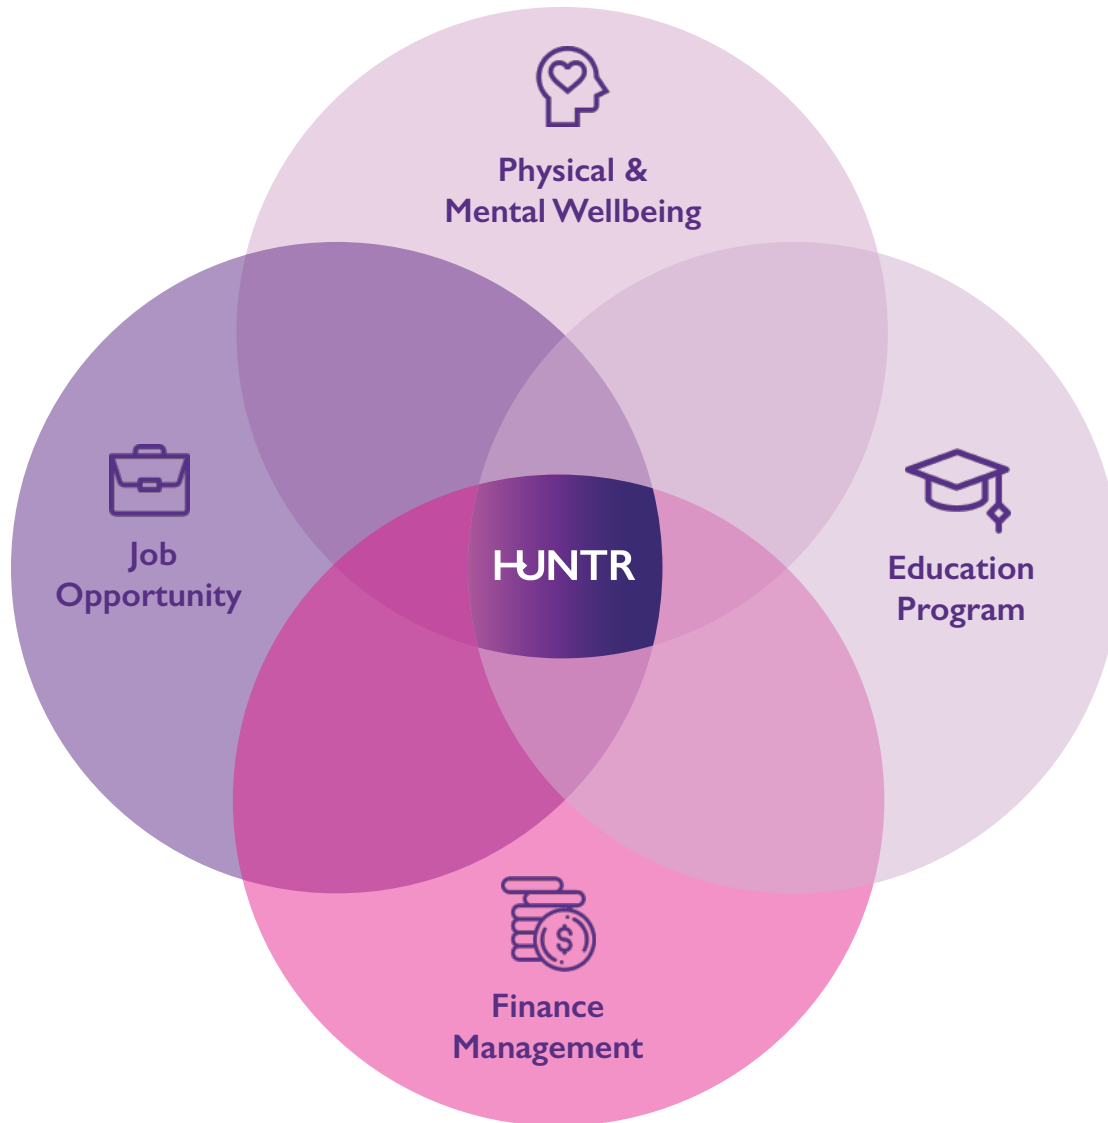 Physical &
Mental Wellbeing
Job
Opportunity
HUNTR
Education
Program
$
Finance
Management